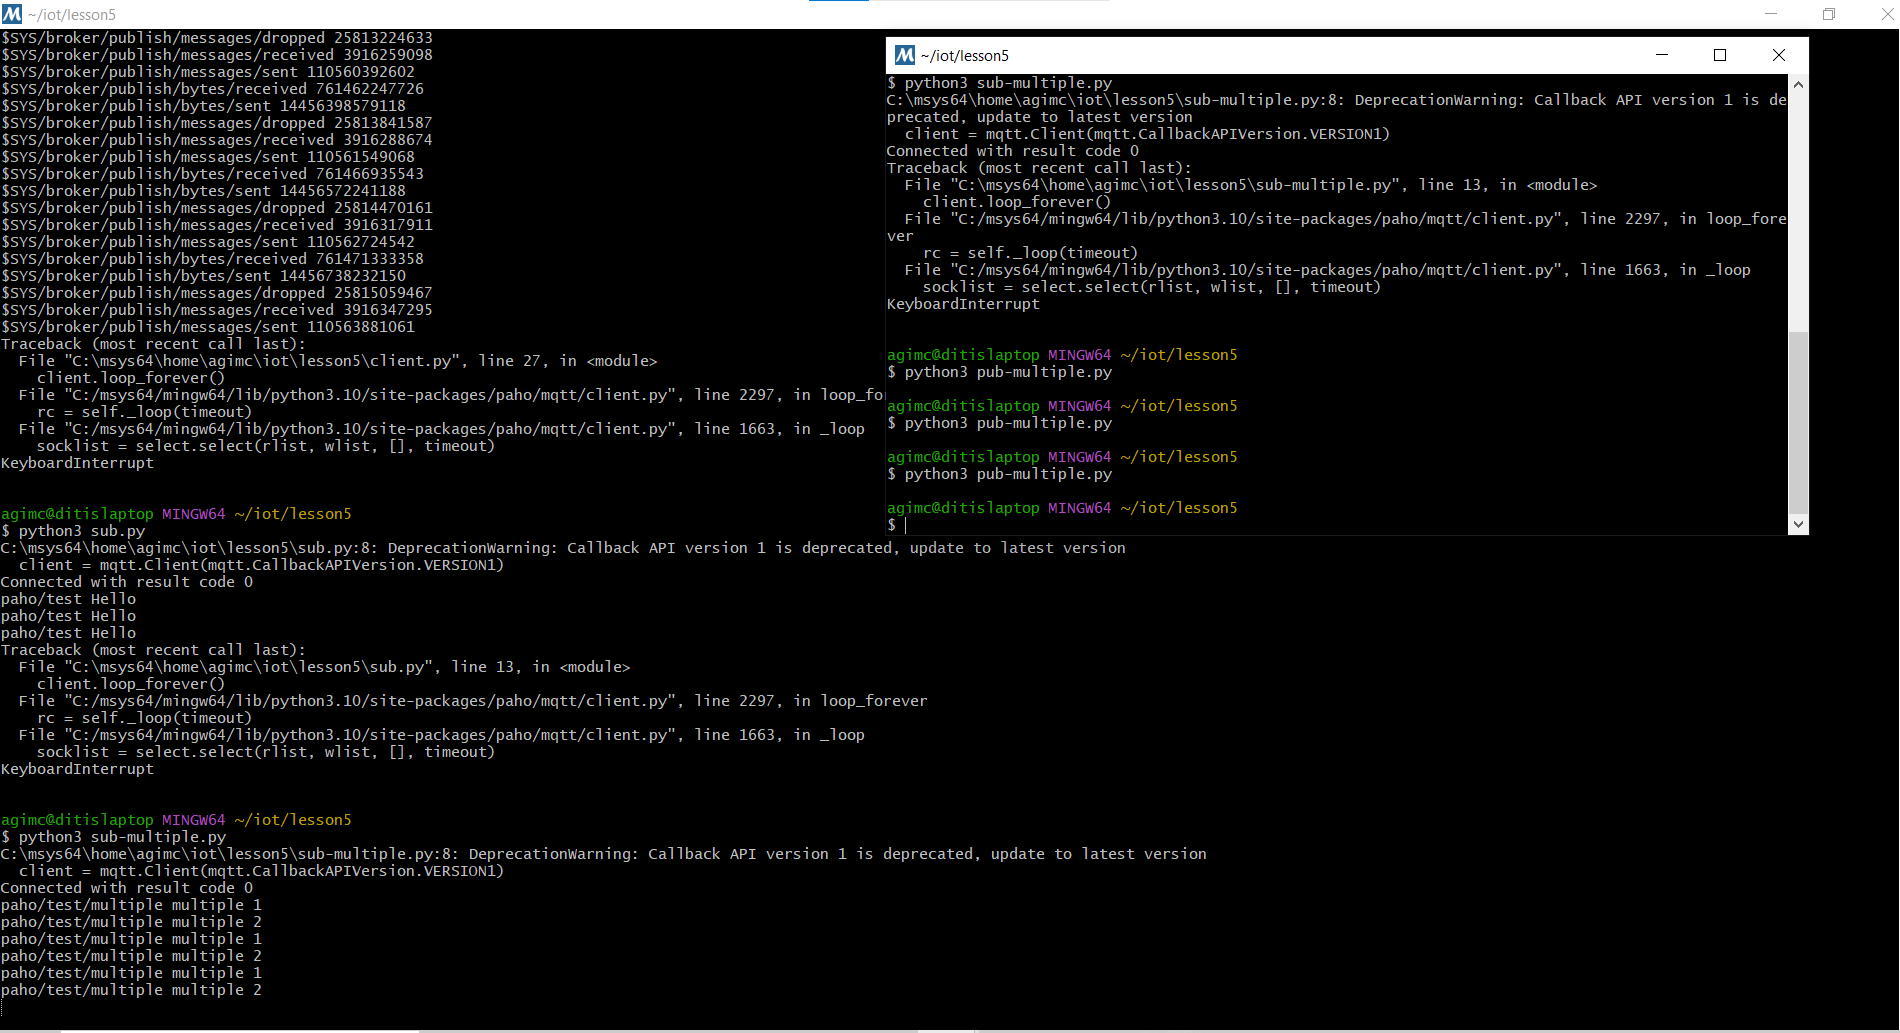 ~/iot/lesson5
$SYS/broker/publish/messages/dropped 25813224633
$SYS/broker/publish/messages/received 3916259098
$SYS/broker/publish/messages/sent 110560392602
$SYS/broker/publish/bytes/received 761462247726
$SYS/broker/publish/bytes/sent 14456398579118
$SYS/broker/publish/messages/dropped 25813841587
$SYS/broker/publish/messages/received 3916288674
$SYS/broker/publish/messages/sent 110561549068
$SYS/broker/publish/bytes/received 761466935543
$SYS/broker/publish/bytes/sent 14456572241188
$SYS/broker/publish/messages/dropped 25814470161
$SYS/broker/publish/messages/received 3916317911
$SYS/broker/publish/messages/sent 110562724542
$SYS/broker/publish/bytes/received 761471333358
$SYS/broker/publish/bytes/sent 14456738232150
$SYS/broker/publish/messages/dropped 25815059467
$SYS/broker/publish/messages/received 3916347295
$SYS/broker/publish/messages/sent 110563881061
Traceback (most recent call last):
  File "C:\msys64\home\agimc\iot\lesson5\client.py", line 27, in <module>
    client.loop_forever()
  File "C:/msys64/mingw64/lib/python3.10/site-packages/paho/mqtt/client.py", line 2297, in loop_fo
    rc = self._loop(timeout)
  File "C:/msys64/mingw64/lib/python3.10/site-packages/paho/mqtt/client.py", line 1663, in _loop
    socklist = select.select(rlist, wlist, [], timeout)
KeyboardInterrupt
agimc@ditislaptop MINGW64 ~/iot/lesson5
$ python3 sub.py
C:\msys64\home\agimc\iot\lesson5\sub.py:8: DeprecationWarning: Callback API version 1 is deprecated, update to latest version
  client = mqtt.Client(mqtt.CallbackAPIVersion.VERSION1)
Connected with result code 0
paho/test Hello
paho/test Hello
paho/test Hello
Traceback (most recent call last):
  File "C:\msys64\home\agimc\iot\lesson5\sub.py", line 13, in <module>
    client.loop_forever()
  File "C:/msys64/mingw64/lib/python3.10/site-packages/paho/mqtt/client.py", line 2297, in loop_forever
    rc = self._loop(timeout)
  File "C:/msys64/mingw64/lib/python3.10/site-packages/paho/mqtt/client.py", line 1663, in _loop
    socklist = select.select(rlist, wlist, [], timeout)
KeyboardInterrupt
agimc@ditislaptop MINGW64 ~/iot/lesson5
$ python3 sub-multiple.py
C:\msys64\home\agimc\iot\lesson5\sub-multiple.py:8: DeprecationWarning: Callback API version 1 is deprecated, update to latest version
  client = mqtt.Client(mqtt.CallbackAPIVersion.VERSION1)
Connected with result code 0
paho/test/multiple multiple 1
paho/test/multiple multiple 2
paho/test/multiple multiple 1
paho/test/multiple multiple 2
paho/test/multiple multiple 1
paho/test/multiple multiple 2
~/iot/lesson5
$ python3 sub-multiple.py
C:\msys64\home\agimc\iot\lesson5\sub-multiple.py:8: DeprecationWarning: Callback API version 1 is de
precated, update to latest version
  client = mqtt.Client(mqtt.CallbackAPIVersion.VERSION1)
Connected with result code 0
Traceback (most recent call last):
  File "C:\msys64\home\agimc\iot\lesson5\sub-multiple.py", line 13, in <module>
    client.loop_forever()
  File "C:/msys64/mingw64/lib/python3.10/site-packages/paho/mqtt/client.py", line 2297, in loop_fore
ver
    rc = self._loop(timeout)
  File "C:/msys64/mingw64/lib/python3.10/site-packages/paho/mqtt/client.py", line 1663, in _loop
    socklist = select.select(rlist, wlist, [], timeout)
KeyboardInterrupt
agimc@ditislaptop MINGW64 ~/iot/lesson5
$ python3 pub-multiple.py
agimc@ditislaptop MINGW64 ~/iot/lesson5
$ python3 pub-multiple.py
agimc@ditislaptop MINGW64 ~/iot/lesson5
$ python3 pub-multiple.py
agimc@ditislaptop MINGW64 ~/iot/lesson5
$